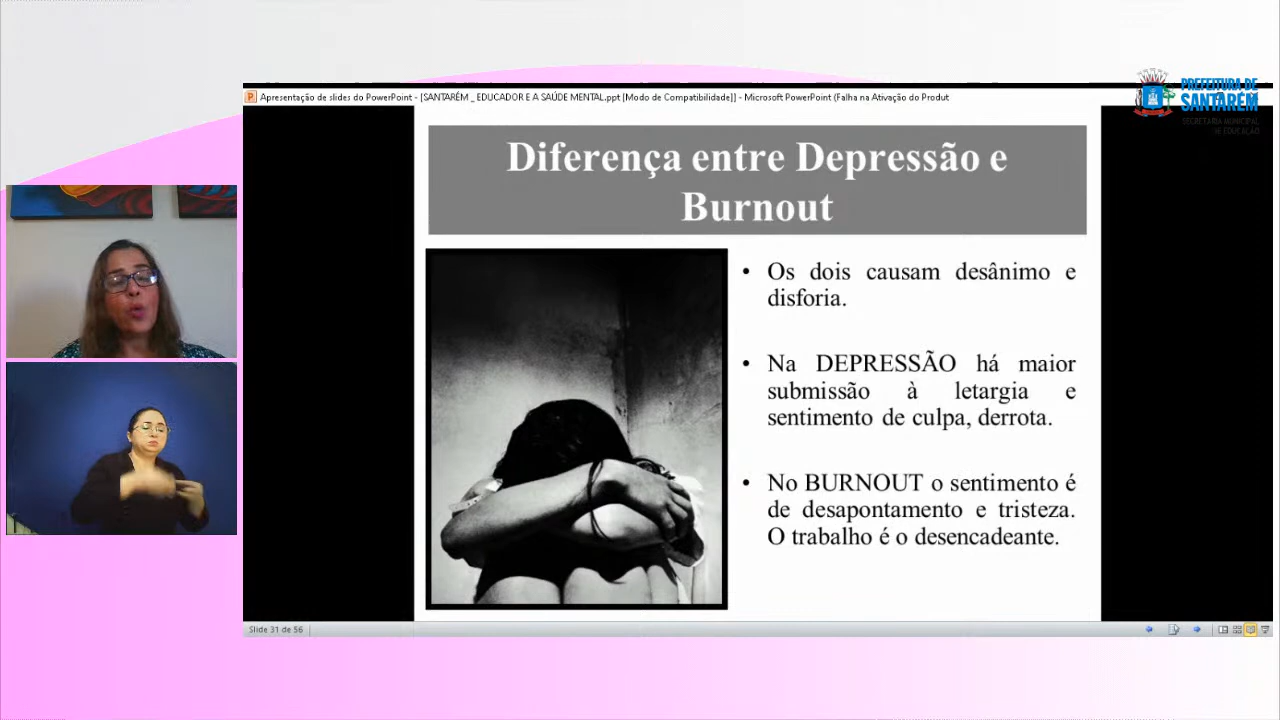 Apresentação de slides do PowerPoint - [SANTARÉM _ EDUCADOR E A SAÚDE MENTAL.ppt [Modo de Compatibilidade]] - Microsoft PowerPoint (Falha na Ativação do Produt
PREFEITURA DE
SANTARÉM
SECRETARIA MUNICIPAL
DE EDUCAÇÃO
Diferença entre Depressão e
Burnout
• Os dois causam desânimo e
disforia.
• Na DEPRESSÃO há maior
submissão à letargia e
sentimento de culpa, derrota.
• No BURNOUT o sentimento é
de desapontamento e tristeza.
O trabalho é o desencadeante.
Slide 31 de 56